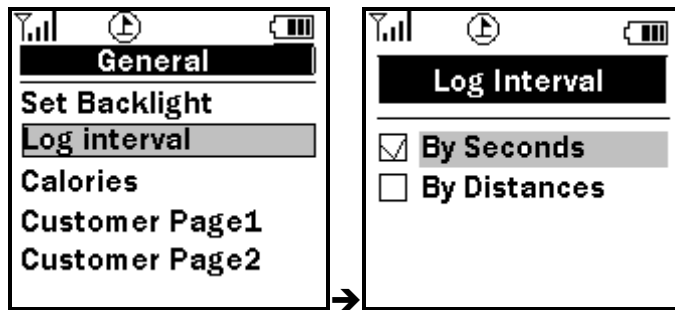 General
Set Backlight
Log interval
Calories
Customer Page1
Customer Page2
Log Interval
By Seconds
By Distances